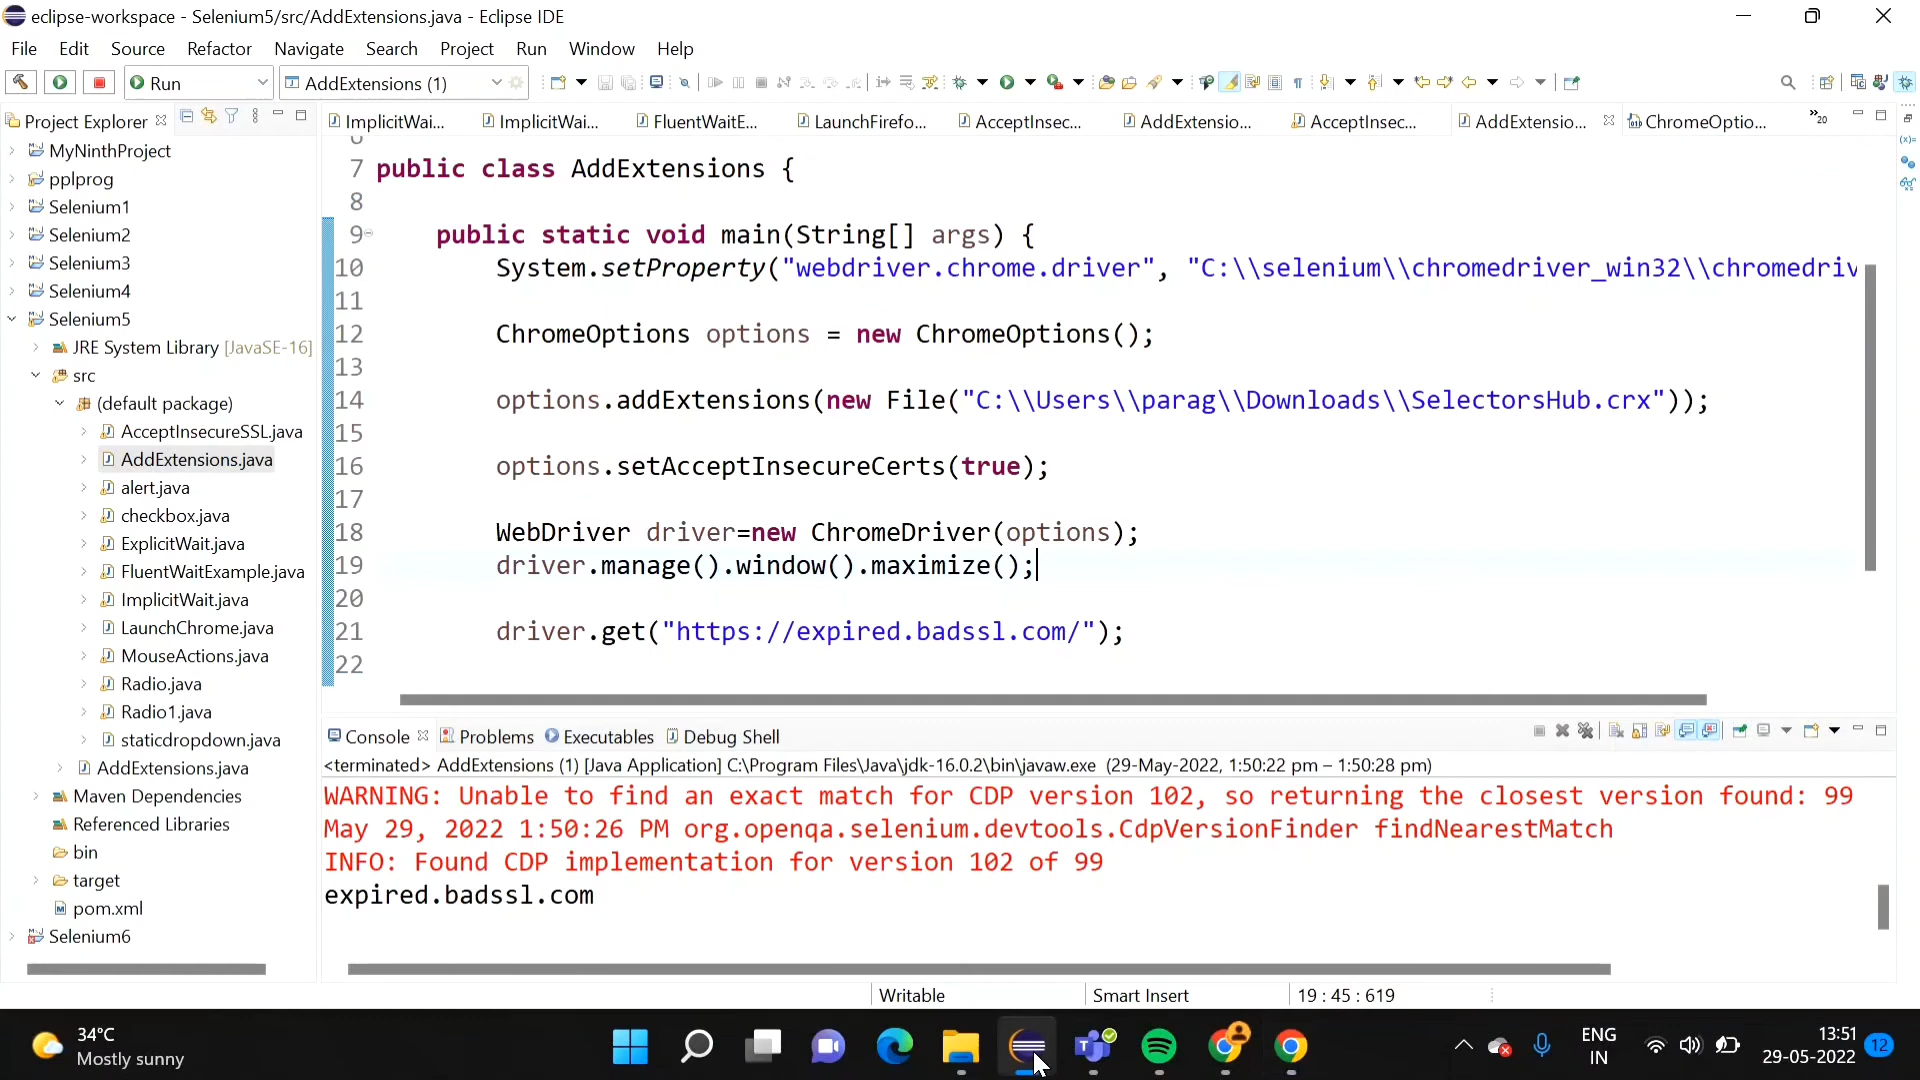 eclipse-workspace - Selenium5/src/AddExtensions.java - Eclipse IDE
File Edit Source Refactor Navigate Search Project Run Window Help
Run AddExtensions (1)
Project Explorer
ImplicitWai... ImplicitWai... FluentWaitE... LaunchFirefo... AcceptInsec... AddExtensio... AcceptInsec... AddExtensio... ChromeOptio... »20
MyNinthProject
pplprog
Selenium1
Selenium2
Selenium3
Selenium4
Selenium5
JRE System Library [JavaSE-16]
src
(default package)
AcceptInsecureSSL.java
AddExtensions.java
alert.java
checkbox.java
ExplicitWait.java
FluentWaitExample.java
ImplicitWait.java
LaunchChrome.java
MouseActions.java
Radio.java
Radio1.java
staticdropdown.java
AddExtensions.java
Maven Dependencies
Referenced Libraries
bin
target
pom.xml
Selenium6
6
7 public class AddExtensions {
8
9 public static void main(String[] args) {
10 System.setProperty("webdriver.chrome.driver", "C:\\selenium\\chromedriver_win32\\chromedriv
11
12 ChromeOptions options = new ChromeOptions();
13
14 options.addExtensions(new File("C:\\Users\\parag\\Downloads\\SelectorsHub.crx"));
15
16 options.setAcceptInsecureCerts(true);
17
18 WebDriver driver=new ChromeDriver(options);
19 driver.manage().window().maximize();
20
21 driver.get("https://expired.badssl.com/");
22
Console Problems Executables Debug Shell
<terminated> AddExtensions (1) [Java Application] C:\Program Files\Java\jdk-16.0.2\bin\javaw.exe (29-May-2022, 1:50:22 pm – 1:50:28 pm)
WARNING: Unable to find an exact match for CDP version 102, so returning the closest version found: 99
May 29, 2022 1:50:26 PM org.openqa.selenium.devtools.CdpVersionFinder findNearestMatch
INFO: Found CDP implementation for version 102 of 99
expired.badssl.com
Writable Smart Insert 19 : 45 : 619
34°C
Mostly sunny
ENG
IN
13:51
29-05-2022
12